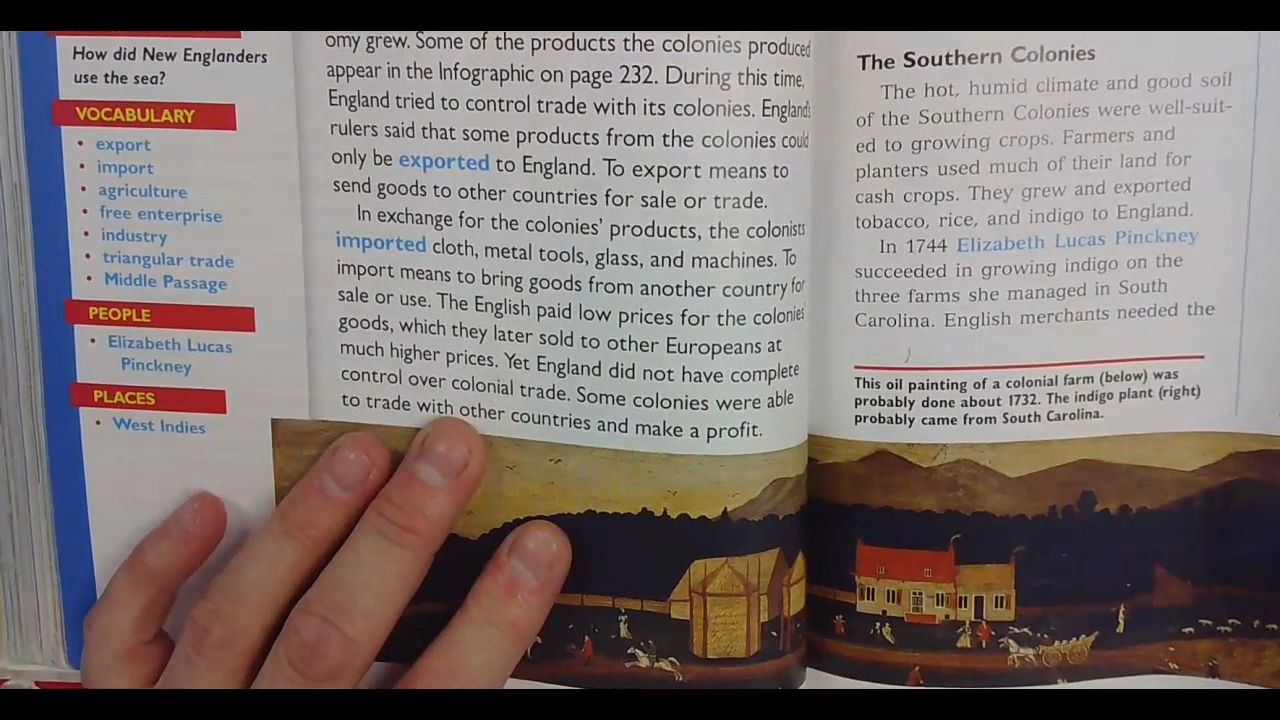 How did New Englanders
use the sea?
VOCABULARY
• export
• import
• agriculture
• free enterprise
• industry
• triangular trade
• Middle Passage
PEOPLE
• Elizabeth Lucas
Pinckney
PLACES
• West Indies
omy grew. Some of the products the colonies produced
appear in the Infographic on page 232. During this time,
England tried to control trade with its colonies. England's
rulers said that some products from the colonies could
only be exported to England. To export means to
send goods to other countries for sale or trade.
In exchange for the colonies' products, the colonists
imported cloth, metal tools, glass, and machines. To
import means to bring goods from another country for
sale or use. The English paid low prices for the colonies'
goods, which they later sold to other Europeans at
much higher prices. Yet England did not have complete
control over colonial trade. Some colonies were able
to trade with other countries and make a profit.
The Southern Colonies
The hot, humid climate and good soil
of the Southern Colonies were well-suit-
ed to growing crops. Farmers and
planters used much of their land for
cash crops. They grew and exported
tobacco, rice, and indigo to England.
In 1744 Elizabeth Lucas Pinckney
succeeded in growing indigo on the
three farms she managed in South
Carolina. English merchants needed the
This oil painting of a colonial farm (below) was
probably done about 1732. The indigo plant (right)
probably came from South Carolina.